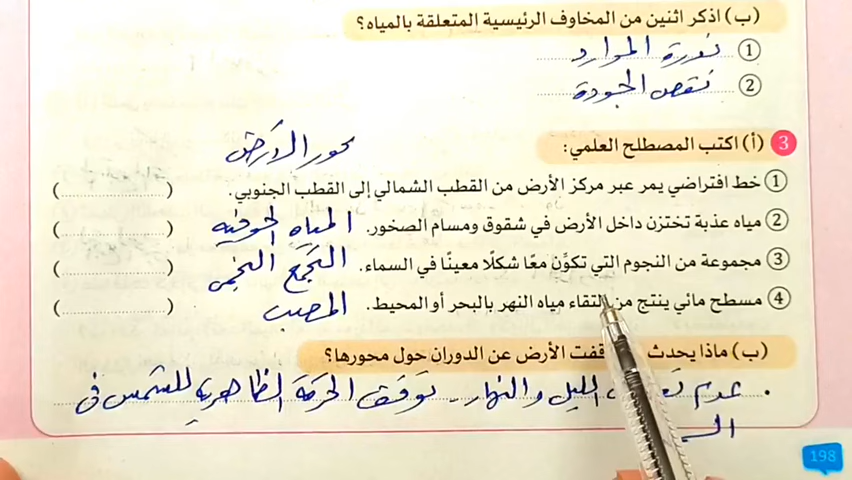 (ب) اذكر اثنين من المخاوف الرئيسية المتعلقة بالمياه؟
① ندرة الموارد
② نقص الجودة
3 (أ) اكتب المصطلح العلمي:
محور الأرض
① خط افتراضي يمر عبر مركز الأرض من القطب الشمالي إلى القطب الجنوبي. (............)
② مياه عذبة تختزن داخل الأرض في شقوق ومسام الصخور. المياه الجوفيه (............)
③ مجموعة من النجوم التي تكوِّن معًا شكلًا معينًا في السماء. التجمع النجمى (............)
④ مسطح مائي ينتج من التقاء مياه النهر بالبحر أو المحيط. المصب (............)
(ب) ماذا يحدث قفت الأرض عن الدوران حول محورها؟
عدم الليل والنهار .. توقف الحركة الظاهرية للشمس فى
198